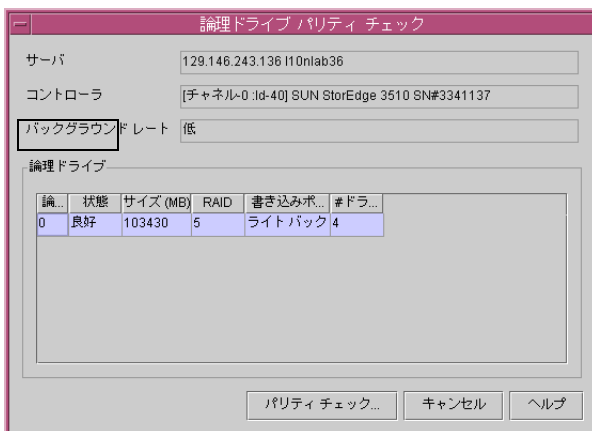 論理ドライブ パリティ チェック
サーバ 129.146.243.136 l10nlab36
コントローラ [チャネル-0 :Id-40] SUN StorEdge 3510 SN#3341137
バックグラウンド レート 低
論理ドライブ
論... 状態 サイズ (MB) RAID 書き込みポ... #ドラ...
0 良好 103430 5 ライト バック 4
パリティ チェック... キャンセル ヘルプ